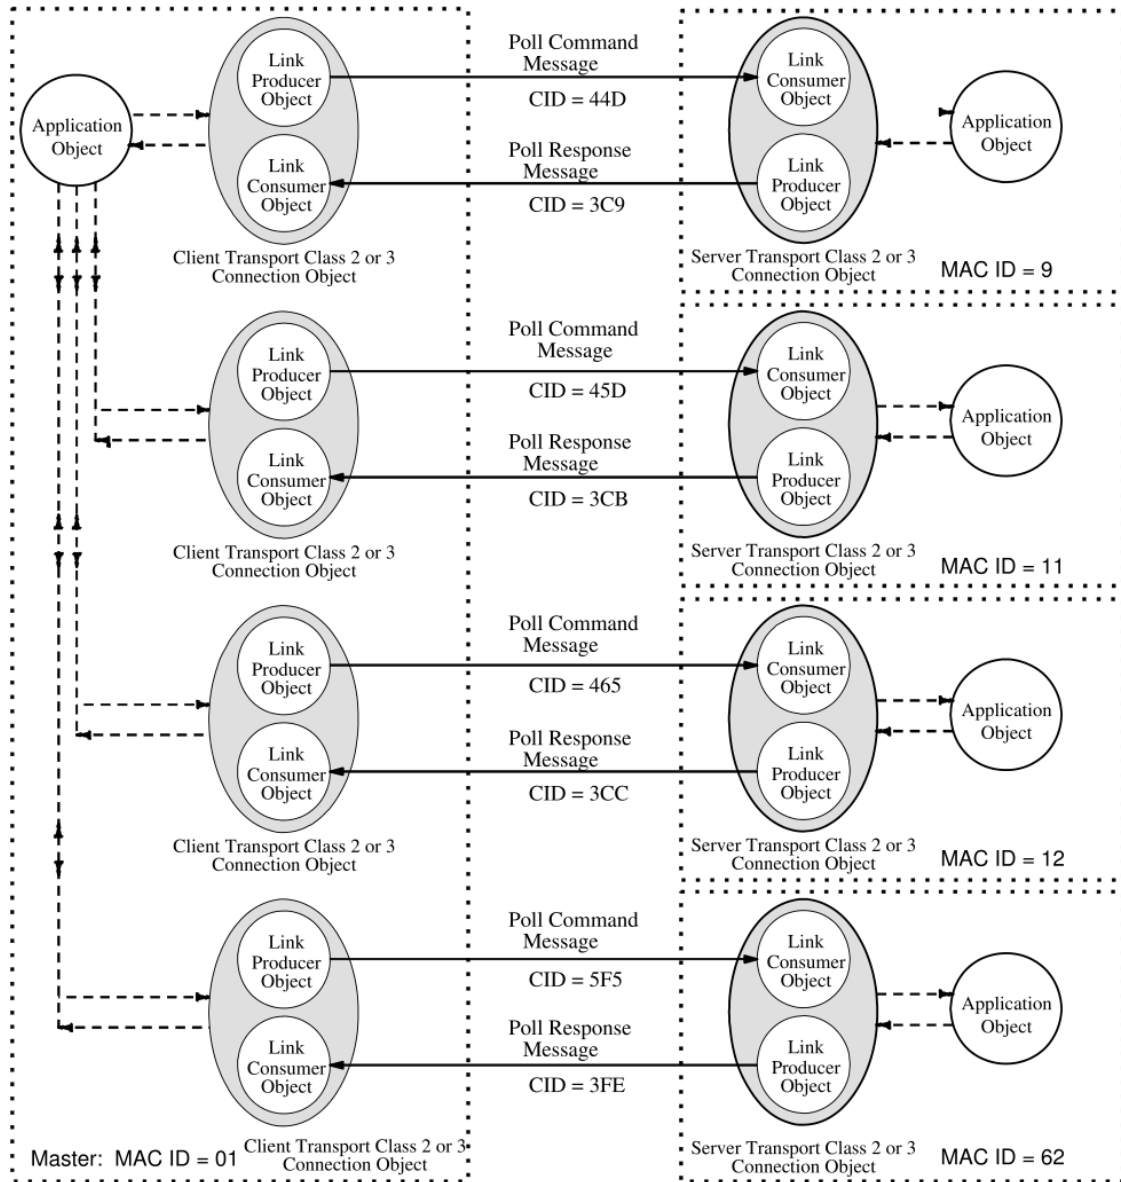 Application
Object
Link
Producer
Object
Link
Consumer
Object
Client Transport Class 2 or 3
Connection Object
Poll Command
Message
CID = 44D
Poll Response
Message
CID = 3C9
Link
Consumer
Object
Link
Producer
Object
Server Transport Class 2 or 3
Connection Object
Application
Object
MAC ID = 9
Link
Producer
Object
Link
Consumer
Object
Client Transport Class 2 or 3
Connection Object
Poll Command
Message
CID = 45D
Poll Response
Message
CID = 3CB
Link
Consumer
Object
Link
Producer
Object
Server Transport Class 2 or 3
Connection Object
Application
Object
MAC ID = 11
Link
Producer
Object
Link
Consumer
Object
Client Transport Class 2 or 3
Connection Object
Poll Command
Message
CID = 465
Poll Response
Message
CID = 3CC
Link
Consumer
Object
Link
Producer
Object
Server Transport Class 2 or 3
Connection Object
Application
Object
MAC ID = 12
Link
Producer
Object
Link
Consumer
Object
Client Transport Class 2 or 3
Connection Object
Poll Command
Message
CID = 5F5
Poll Response
Message
CID = 3FE
Link
Consumer
Object
Link
Producer
Object
Server Transport Class 2 or 3
Connection Object
Application
Object
MAC ID = 62
Master: MAC ID = 01